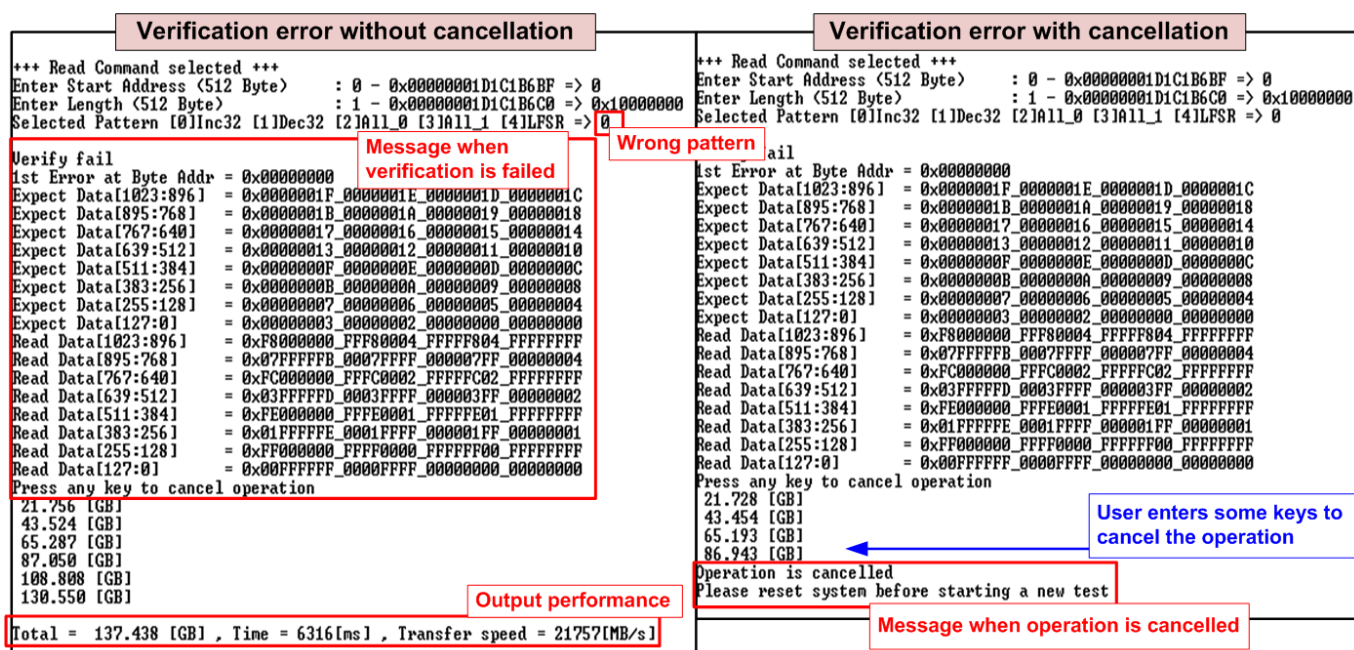 Verification error without cancellation
+++ Read Command selected +++
Enter Start Address (512 Byte) : 0 - 0x00000001D1C1B6BF => 0
Enter Length (512 Byte) : 1 - 0x00000001D1C1B6C0 => 0x10000000
Selected Pattern [0]Inc32 [1]Dec32 [2]All_0 [3]All_1 [4]LFSR => 0
Wrong pattern
Message when
verification is failed
Verify fail
1st Error at Byte Addr = 0x00000000
Expect Data[1023:896] = 0x0000001F_0000001E_0000001D_0000001C
Expect Data[895:768] = 0x0000001B_0000001A_00000019_00000018
Expect Data[767:640] = 0x00000017_00000016_00000015_00000014
Expect Data[639:512] = 0x00000013_00000012_00000011_00000010
Expect Data[511:384] = 0x0000000F_0000000E_0000000D_0000000C
Expect Data[383:256] = 0x0000000B_0000000A_00000009_00000008
Expect Data[255:128] = 0x00000007_00000006_00000005_00000004
Expect Data[127:0] = 0x00000003_00000002_00000000_00000000
Read Data[1023:896] = 0xF8000000_FFF80004_FFFFF804_FFFFFFFF
Read Data[895:768] = 0x07FFFFFB_0007FFFF_000007FF_00000004
Read Data[767:640] = 0xFC000000_FFFC0002_FFFFFC02_FFFFFFFF
Read Data[639:512] = 0x03FFFFFD_0003FFFF_000003FF_00000002
Read Data[511:384] = 0xFE000000_FFFE0001_FFFFFE01_FFFFFFFF
Read Data[383:256] = 0x01FFFFFE_0001FFFF_000001FF_00000001
Read Data[255:128] = 0xFF000000_FFFF0000_FFFFFF00_FFFFFFFF
Read Data[127:0] = 0x00FFFFFF_0000FFFF_00000000_00000000
Press any key to cancel operation
21.756 [GB]
43.524 [GB]
65.287 [GB]
87.050 [GB]
108.808 [GB]
130.550 [GB]
Output performance
Total = 137.438 [GB] , Time = 6316[ms] , Transfer speed = 21757[MB/s]
Verification error with cancellation
+++ Read Command selected +++
Enter Start Address (512 Byte) : 0 - 0x00000001D1C1B6BF => 0
Enter Length (512 Byte) : 1 - 0x00000001D1C1B6C0 => 0x10000000
Selected Pattern [0]Inc32 [1]Dec32 [2]All_0 [3]All_1 [4]LFSR => 0
ail
1st Error at Byte Addr = 0x00000000
Expect Data[1023:896] = 0x0000001F_0000001E_0000001D_0000001C
Expect Data[895:768] = 0x0000001B_0000001A_00000019_00000018
Expect Data[767:640] = 0x00000017_00000016_00000015_00000014
Expect Data[639:512] = 0x00000013_00000012_00000011_00000010
Expect Data[511:384] = 0x0000000F_0000000E_0000000D_0000000C
Expect Data[383:256] = 0x0000000B_0000000A_00000009_00000008
Expect Data[255:128] = 0x00000007_00000006_00000005_00000004
Expect Data[127:0] = 0x00000003_00000002_00000000_00000000
Read Data[1023:896] = 0xF8000000_FFF80004_FFFFF804_FFFFFFFF
Read Data[895:768] = 0x07FFFFFB_0007FFFF_000007FF_00000004
Read Data[767:640] = 0xFC000000_FFFC0002_FFFFFC02_FFFFFFFF
Read Data[639:512] = 0x03FFFFFD_0003FFFF_000003FF_00000002
Read Data[511:384] = 0xFE000000_FFFE0001_FFFFFE01_FFFFFFFF
Read Data[383:256] = 0x01FFFFFE_0001FFFF_000001FF_00000001
Read Data[255:128] = 0xFF000000_FFFF0000_FFFFFF00_FFFFFFFF
Read Data[127:0] = 0x00FFFFFF_0000FFFF_00000000_00000000
Press any key to cancel operation
21.728 [GB]
43.454 [GB]
65.193 [GB]
86.943 [GB]
User enters some keys to
cancel the operation
Operation is cancelled
Please reset system before starting a new test
Message when operation is cancelled